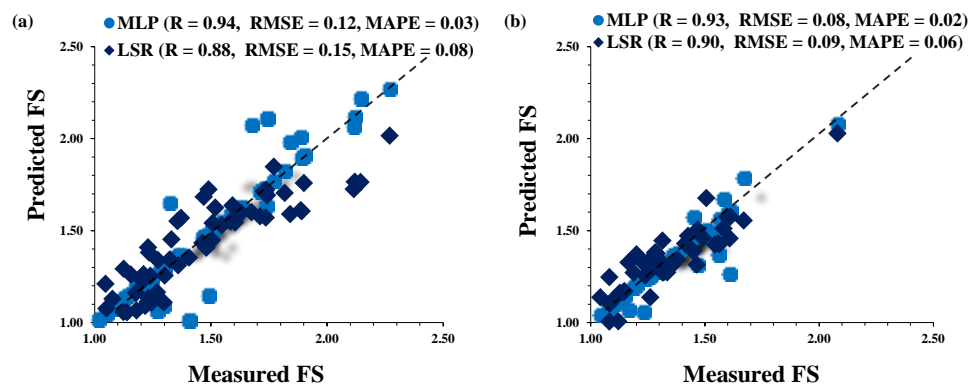 (a)
MLP (R = 0.94, RMSE = 0.12, MAPE = 0.03)
LSR (R = 0.88, RMSE = 0.15, MAPE = 0.08)
2.50
2.00
1.50
1.00
Predicted FS
1.00 1.50 2.00 2.50
Measured FS
(b)
MLP (R = 0.93, RMSE = 0.08, MAPE = 0.02)
LSR (R = 0.90, RMSE = 0.09, MAPE = 0.06)
2.50
2.00
1.50
1.00
Predicted FS
1.00 1.50 2.00 2.50
Measured FS